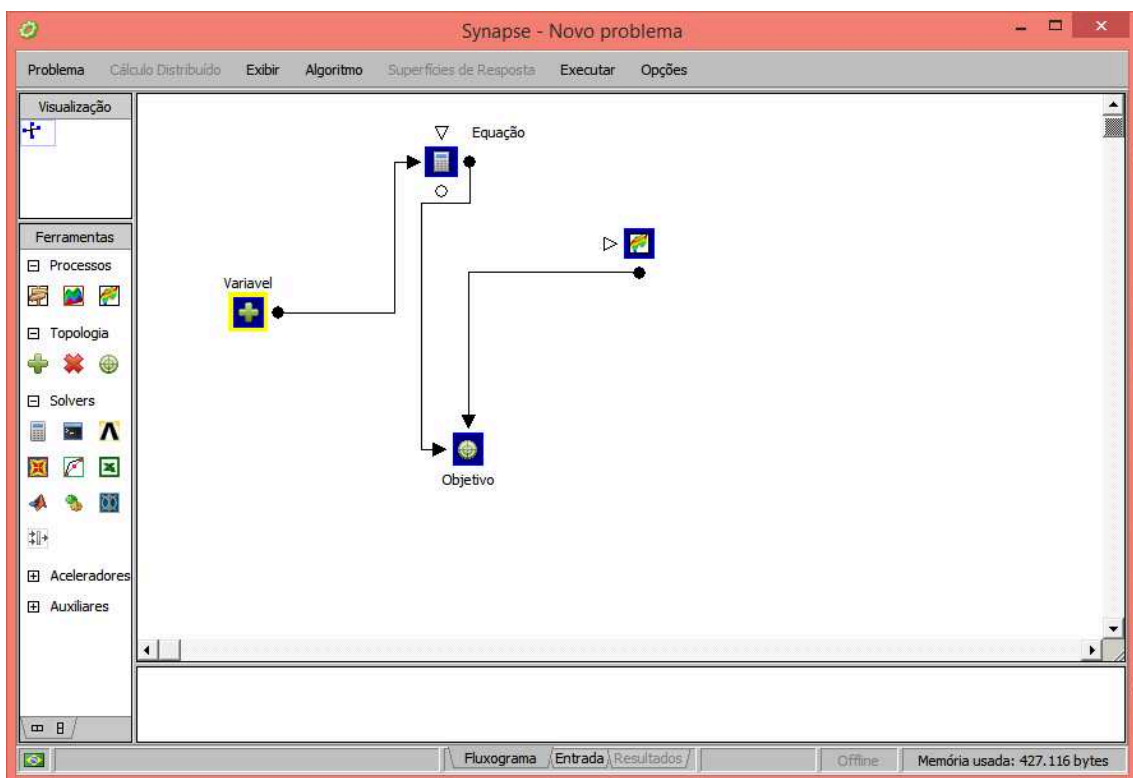 Synapse - Novo problema
Problema Cálculo Distribuído Exibir Algoritmo Superfícies de Resposta Executar Opções
Visualização
Ferramentas
Processos
Topologia
Solvers
Aceleradores
Auxiliares
Equação
Variavel
Objetivo
Fluxograma Entrada Resultados
Offline
Memória usada: 427.116 bytes